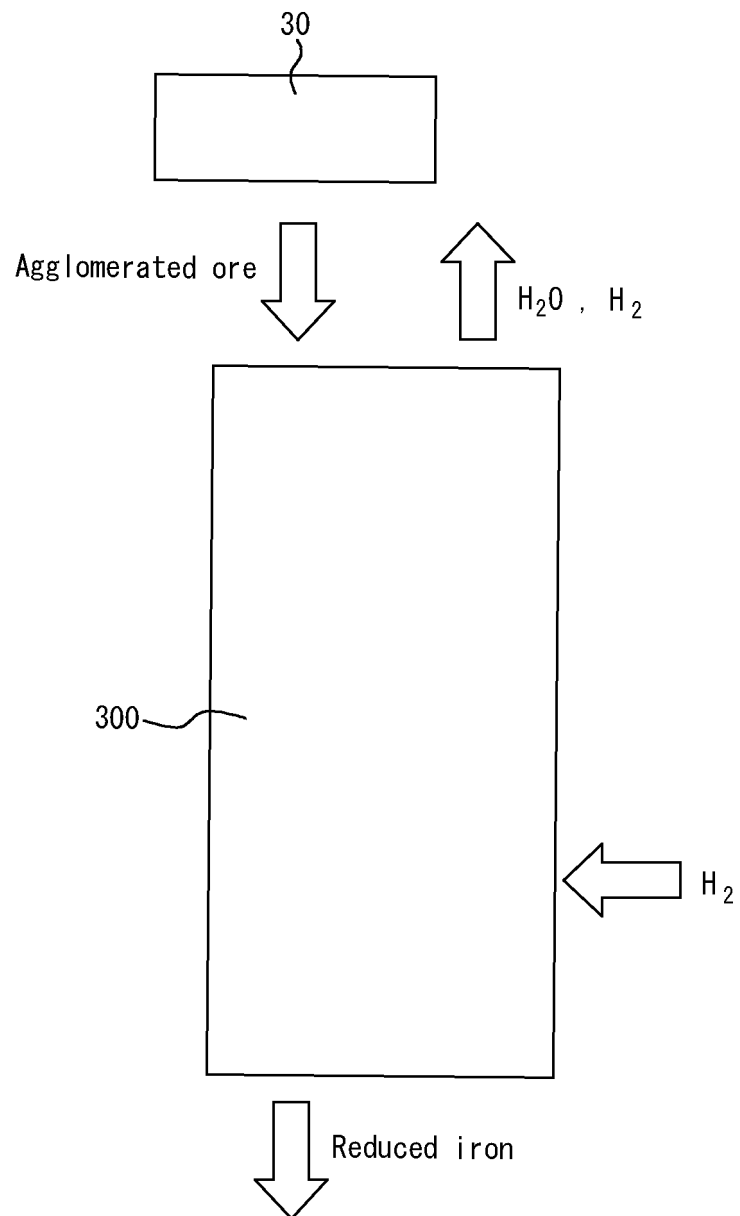 30
Agglomerated ore
H₂O , H₂
300
H₂
Reduced iron